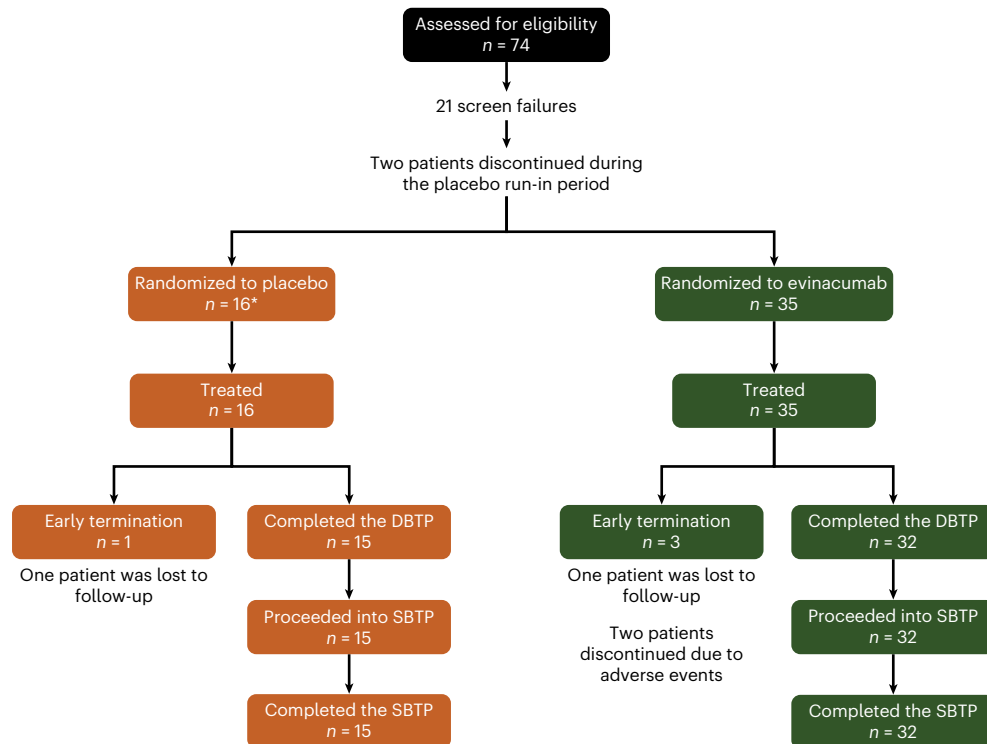 Assessed for eligibility
n = 74
21 screen failures
Two patients discontinued during
the placebo run-in period
Randomized to placebo
n = 16*
Treated
n = 16
Early termination
n = 1
One patient was lost to
follow-up
Completed the DBTP
n = 15
Proceeded into SBTP
n = 15
Completed the SBTP
n = 15
Randomized to evinacumab
n = 35
Treated
n = 35
Early termination
n = 3
One patient was lost to
follow-up
Two patients
discontinued due to
adverse events
Completed the DBTP
n = 32
Proceeded into SBTP
n = 32
Completed the SBTP
n = 32